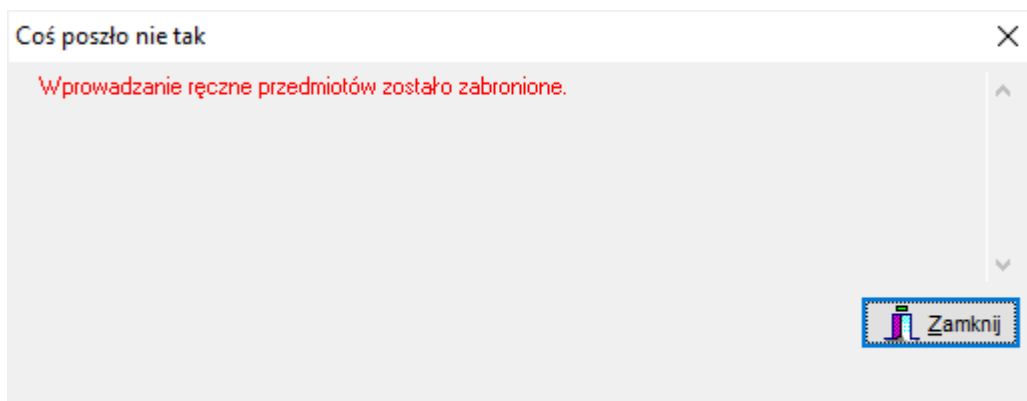 Coś poszło nie tak
Wprowadzanie ręczne przedmiotów zostało zabronione.
Zamknij